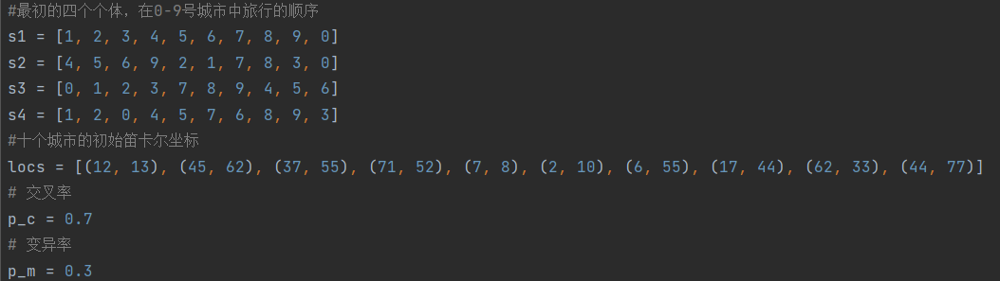 #最初的四个个体，在0-9号城市中旅行的顺序
s1 = [1, 2, 3, 4, 5, 6, 7, 8, 9, 0]
s2 = [4, 5, 6, 9, 2, 1, 7, 8, 3, 0]
s3 = [0, 1, 2, 3, 7, 8, 9, 4, 5, 6]
s4 = [1, 2, 0, 4, 5, 7, 6, 8, 9, 3]
#十个城市的初始笛卡尔坐标
locs = [(12, 13), (45, 62), (37, 55), (71, 52), (7, 8), (2, 10), (6, 55), (17, 44), (62, 33), (44, 77)]
# 交叉率
p_c = 0.7
# 变异率
p_m = 0.3